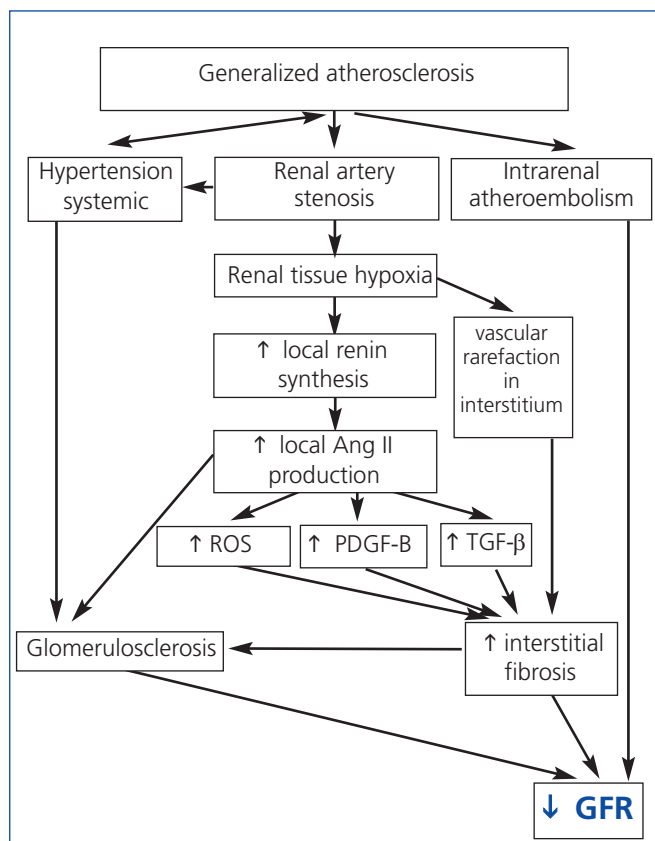 Generalized atherosclerosis
Hypertension
systemic
Renal artery
stenosis
Intrarenal
atheroembolism
Renal tissue hypoxia
↑ local renin
synthesis
vascular
rarefaction
in
interstitium
↑ local Ang II
production
↑ ROS
↑ PDGF-B
↑ TGF-β
Glomerulosclerosis
↑ interstitial
fibrosis
↓ GFR